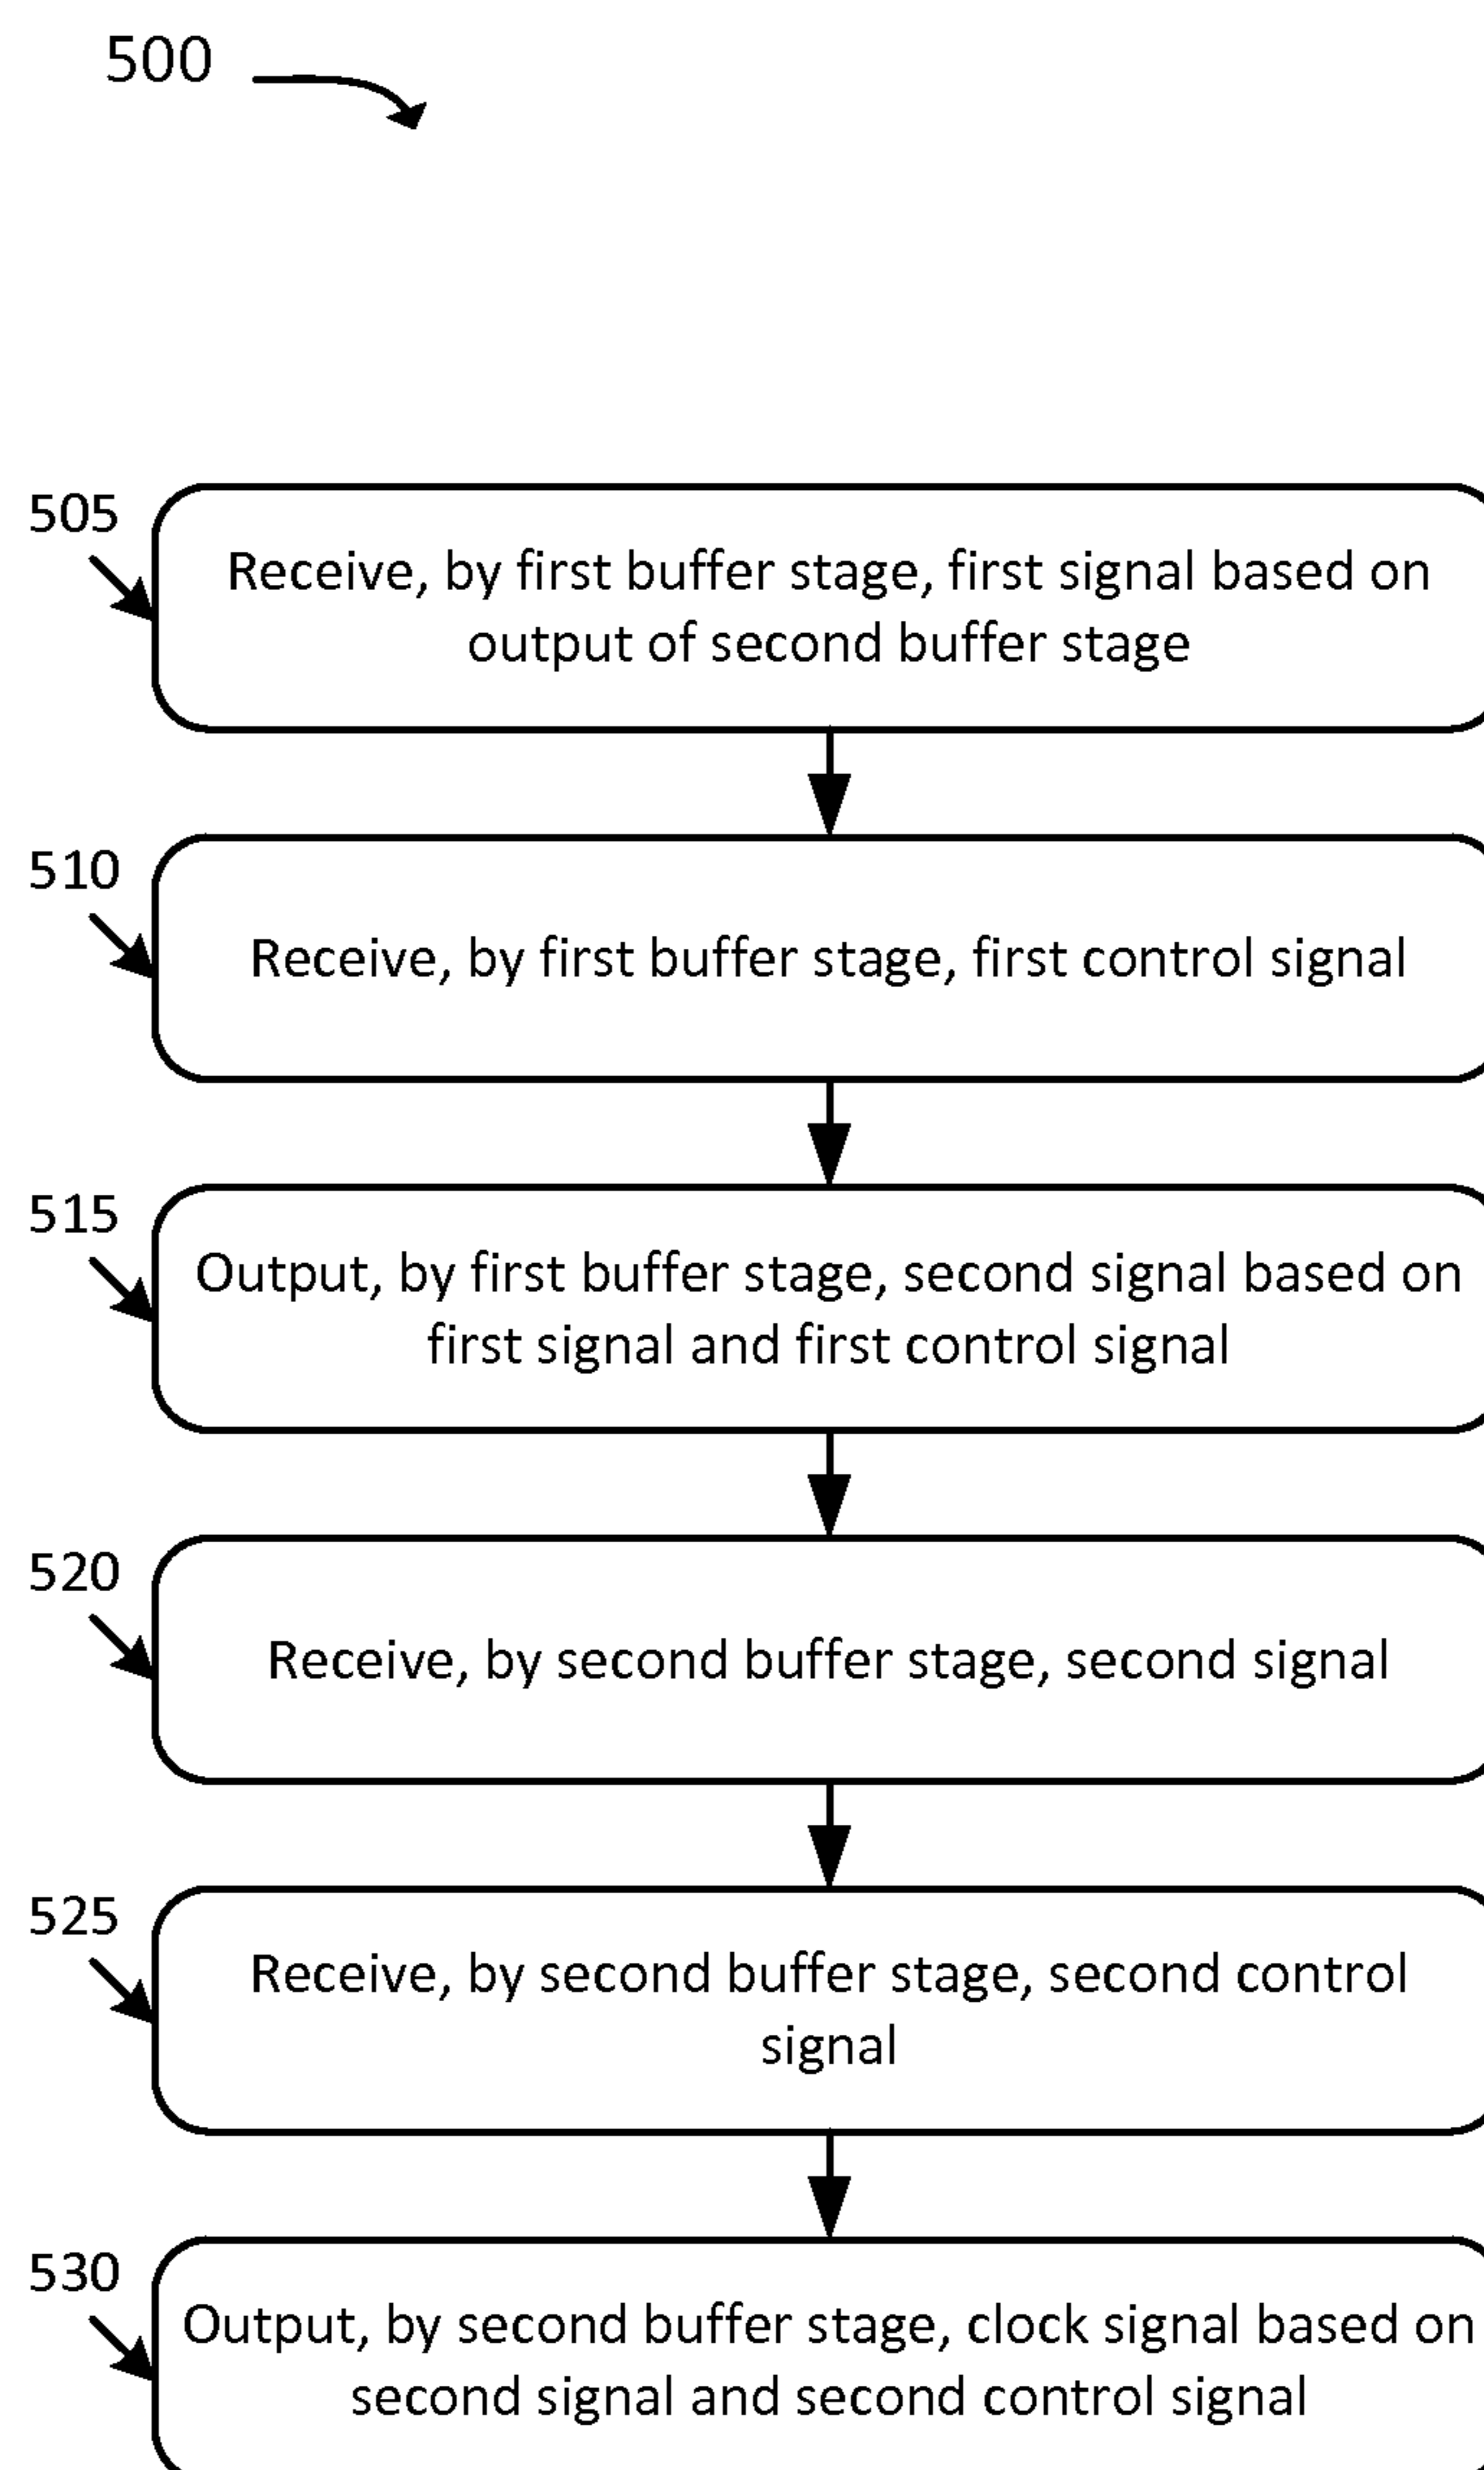 500
505
Receive, by first buffer stage, first signal based on
output of second buffer stage
510
Receive, by first buffer stage, first control signal
515
Output, by first buffer stage, second signal based on
first signal and first control signal
520
Receive, by second buffer stage, second signal
525
Receive, by second buffer stage, second control
signal
530
Output, by second buffer stage, clock signal based on
second signal and second control signal